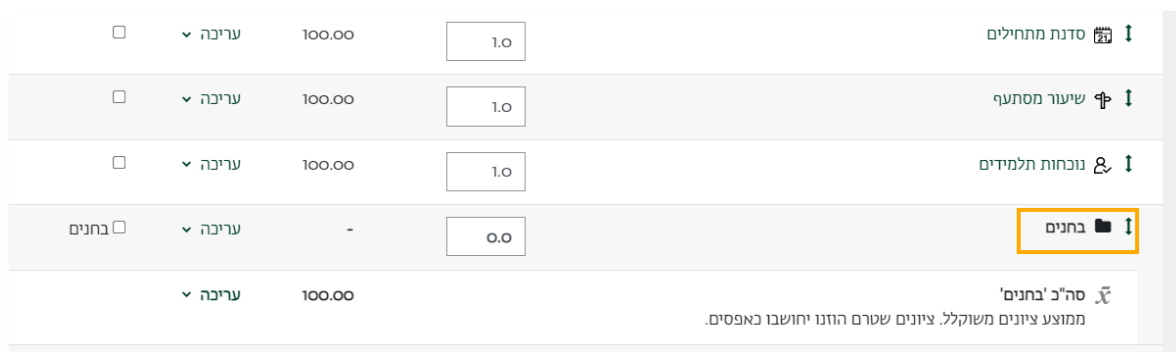 סדנת מתחילים 1.0 100.00 עריכה
שיעור מסתעף 1.0 100.00 עריכה
נוכחות תלמידים 1.0 100.00 עריכה
בחנים 0.0 - עריכה בחנים
סה"כ 'בחנים' 100.00 עריכה
ממוצע ציונים משוקלל. ציונים שטרם הוזנו יחושבו כאפסים.